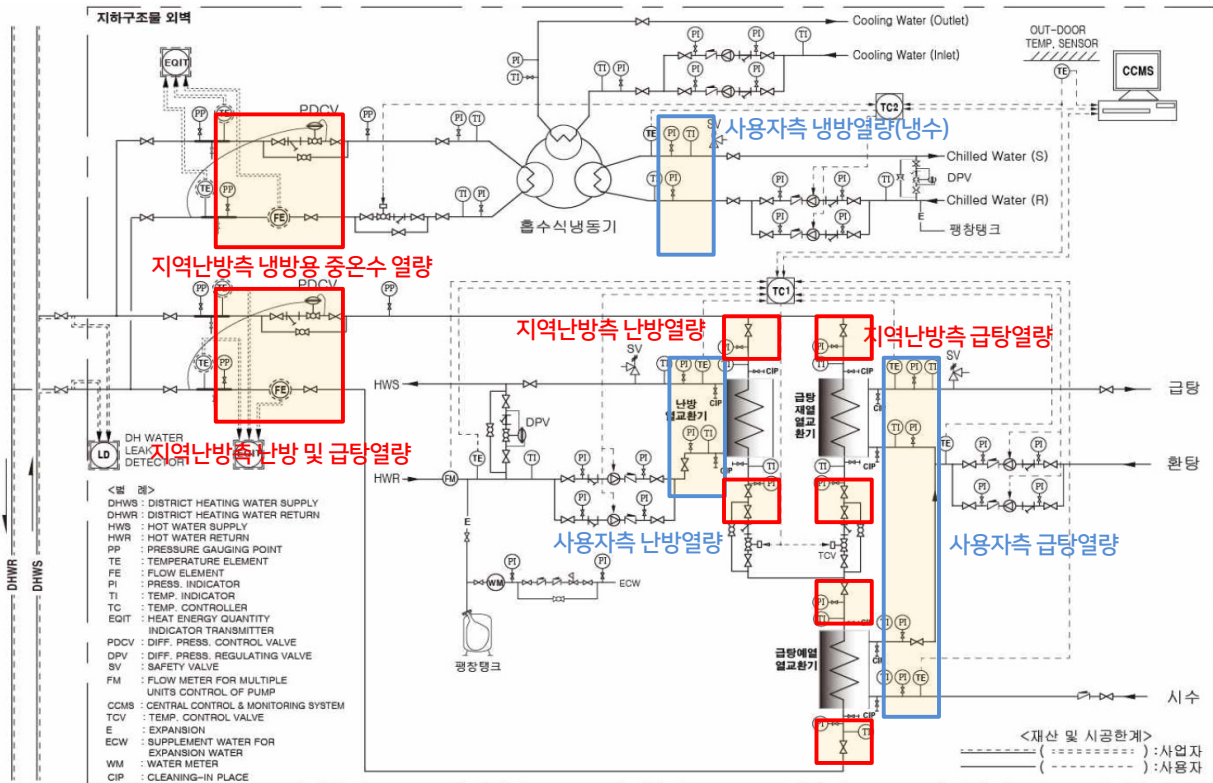 지하구조물 외벽
Cooling Water (Outlet)
Cooling Water (Inlet)
OUT-DOOR
TEMP. SENSOR
CCMS
EQIT
PDCV
TC2
사용자측 냉방열량(냉수)
SV
Chilled Water (S)
DPV
Chilled Water (R)
E
팽창탱크
흡수식냉동기
지역난방측 냉방용 중온수 열량
PDCV
TC1
지역난방측 난방열량
지역난방측 급탕열량
SV
SV
HWS
CIP
CIP
난방
열교환기
급탕
재열
열교
환기
급탕
DPV
LD
DH WATER
LEAK
DETECTOR
지역난방측 난방 및 급탕열량
환탕
HWR
FM
TE
TI
사용자측 난방열량
사용자측 급탕열량
TCV
E
WM
ECW
팽창탱크
급탕예열
열교환기
CIP
시수
DHWR
DHWS
<범 례>
DHWS : DISTRICT HEATING WATER SUPPLY
DHWR : DISTRICT HEATING WATER RETURN
HWS : HOT WATER SUPPLY
HWR : HOT WATER RETURN
PP : PRESSURE GAUGING POINT
TE : TEMPERATURE ELEMENT
FE : FLOW ELEMENT
PI : PRESS. INDICATOR
TI : TEMP. INDICATOR
TC : TEMP. CONTROLLER
EQIT : HEAT ENERGY QUANTITY
INDICATOR TRANSMITTER
PDCV : DIFF. PRESS. CONTROL VALVE
DPV : DIFF. PRESS. REGULATING VALVE
SV : SAFETY VALVE
FM : FLOW METER FOR MULTIPLE
UNITS CONTROL OF PUMP
CCMS : CENTRAL CONTROL & MONITORING SYSTEM
TCV : TEMP. CONTROL VALVE
E : EXPANSION
ECW : SUPPLEMENT WATER FOR
EXPANSION WATER
WM : WATER METER
CIP : CLEANING-IN PLACE
<재산 및 시공한계>
( ) : 사업자
( ) : 사용자